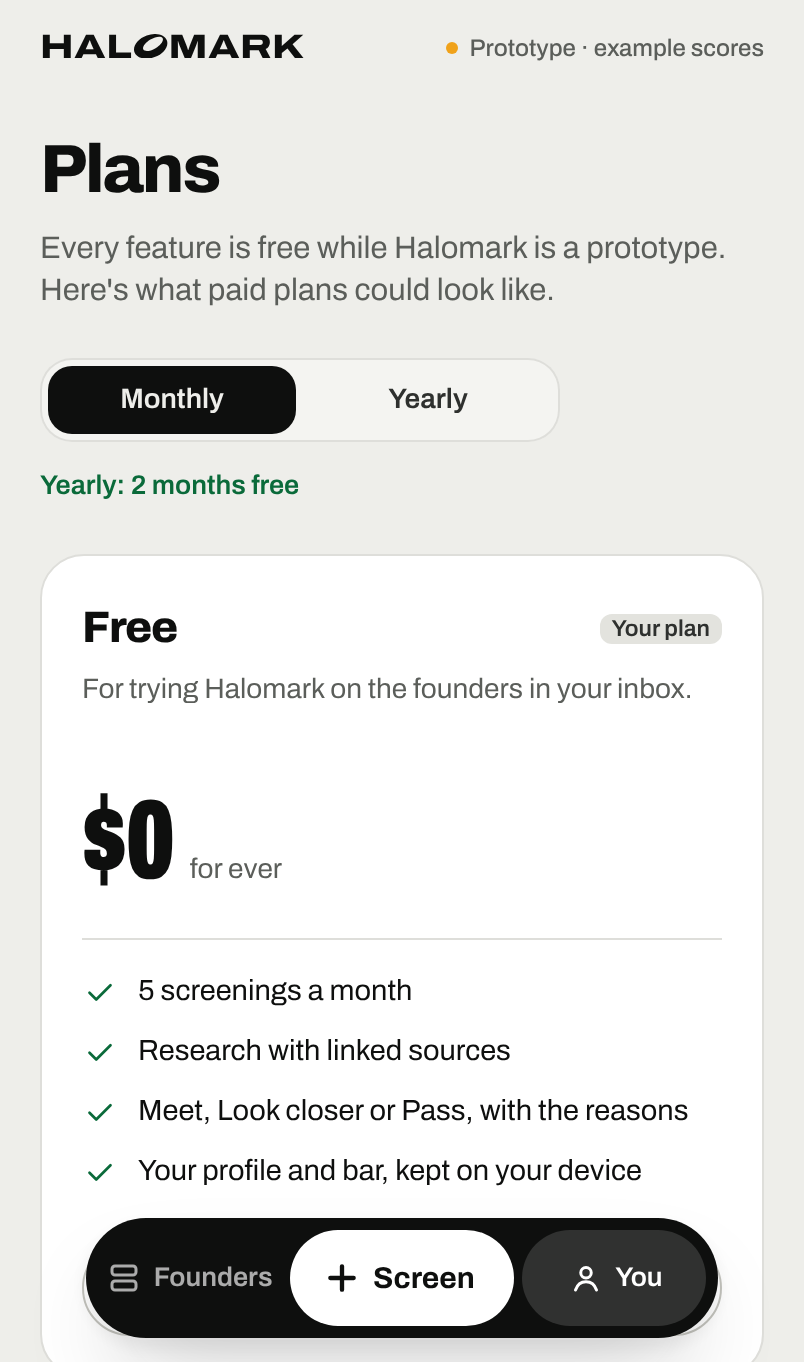 HALOMARK
Prototype · example scores
Plans
Every feature is free while Halomark is a prototype.
Here's what paid plans could look like.
Monthly
Yearly
Yearly: 2 months free
Free
Your plan
For trying Halomark on the founders in your inbox.
$0 for ever
5 screenings a month
Research with linked sources
Meet, Look closer or Pass, with the reasons
Your profile and bar, kept on your device
Founders
Screen
You